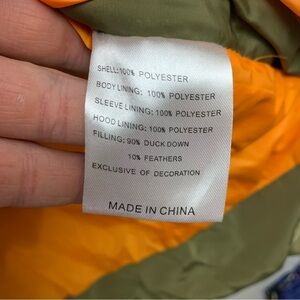 SHELL:100% POLYESTER
BODY LINING: 100% POLYESTER
SLEEVE LINING: 100% POLYESTER
HOOD LINING: 100% POLYESTER
FILLING: 90% DUCK DOWN
10% FEATHERS
EXCLUSIVE OF DECORATION
MADE IN CHINA